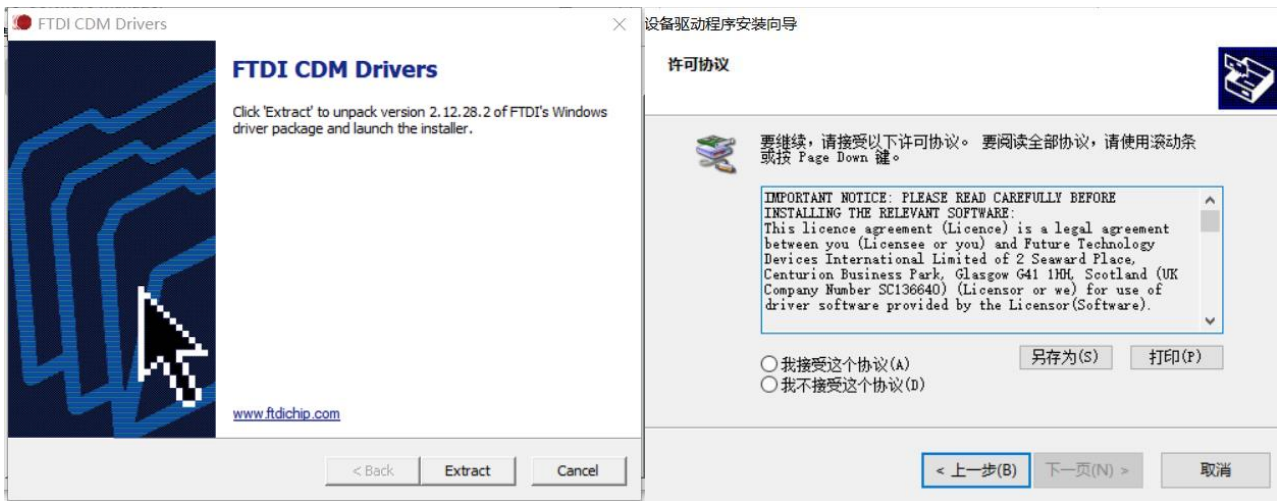 FTDI CDM Drivers
FTDI CDM Drivers
Click 'Extract' to unpack version 2.12.28.2 of FTDI's Windows
driver package and launch the installer.
www.ftdichip.com
< Back
Extract
Cancel
设备驱动程序安装向导
许可协议
要继续，请接受以下许可协议。 要阅读全部协议，请使用滚动条
或按 Page Down 键。
IMPORTANT NOTICE: PLEASE READ CAREFULLY BEFORE
INSTALLING THE RELEVANT SOFTWARE:
This licence agreement (Licence) is a legal agreement
between you (Licensee or you) and Future Technology
Devices International Limited of 2 Seaward Place,
Centurion Business Park, Glasgow G41 1HH, Scotland (UK
Company Number SC136640) (Licensor or we) for use of
driver software provided by the Licensor(Software).
我接受这个协议(A)
我不接受这个协议(D)
另存为(S)
打印(P)
< 上一步(B)
下一页(N) >
取消